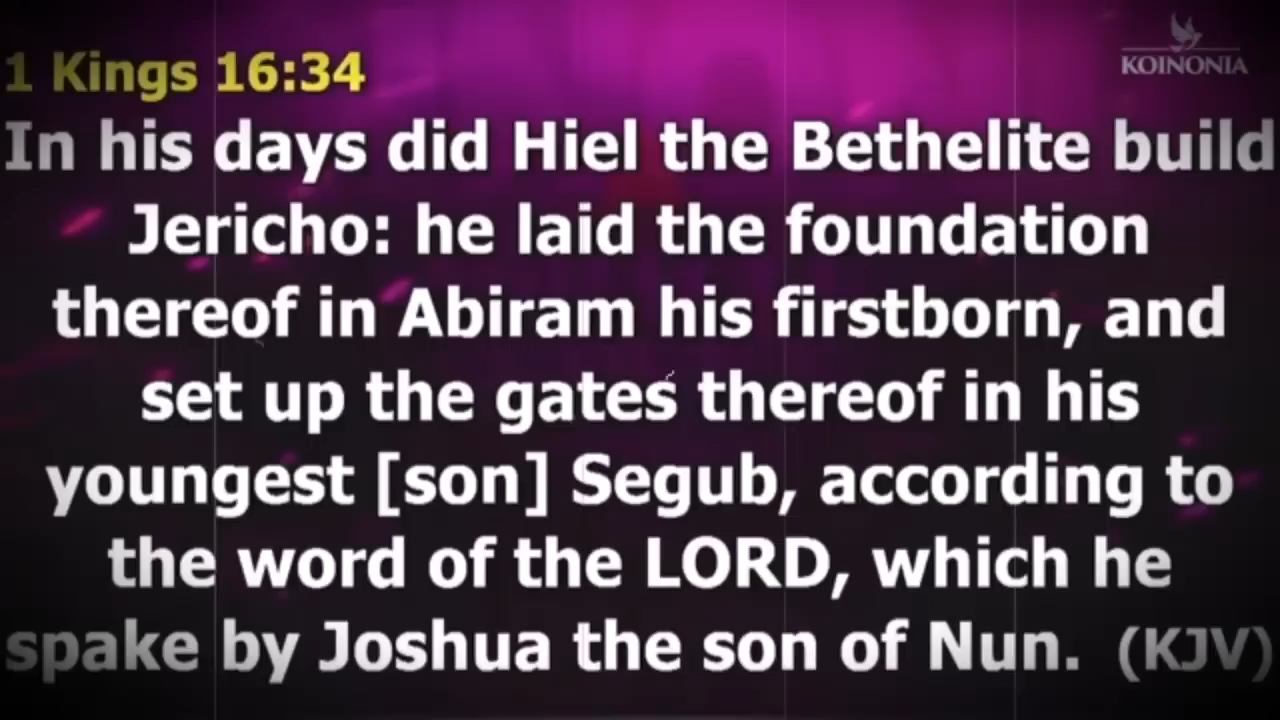 KOINONIA
1 Kings 16:34
In his days did Hiel the Bethelite build
Jericho: he laid the foundation
thereof in Abiram his firstborn, and
set up the gates thereof in his
youngest [son] Segub, according to
the word of the LORD, which he
spake by Joshua the son of Nun. (KJV)